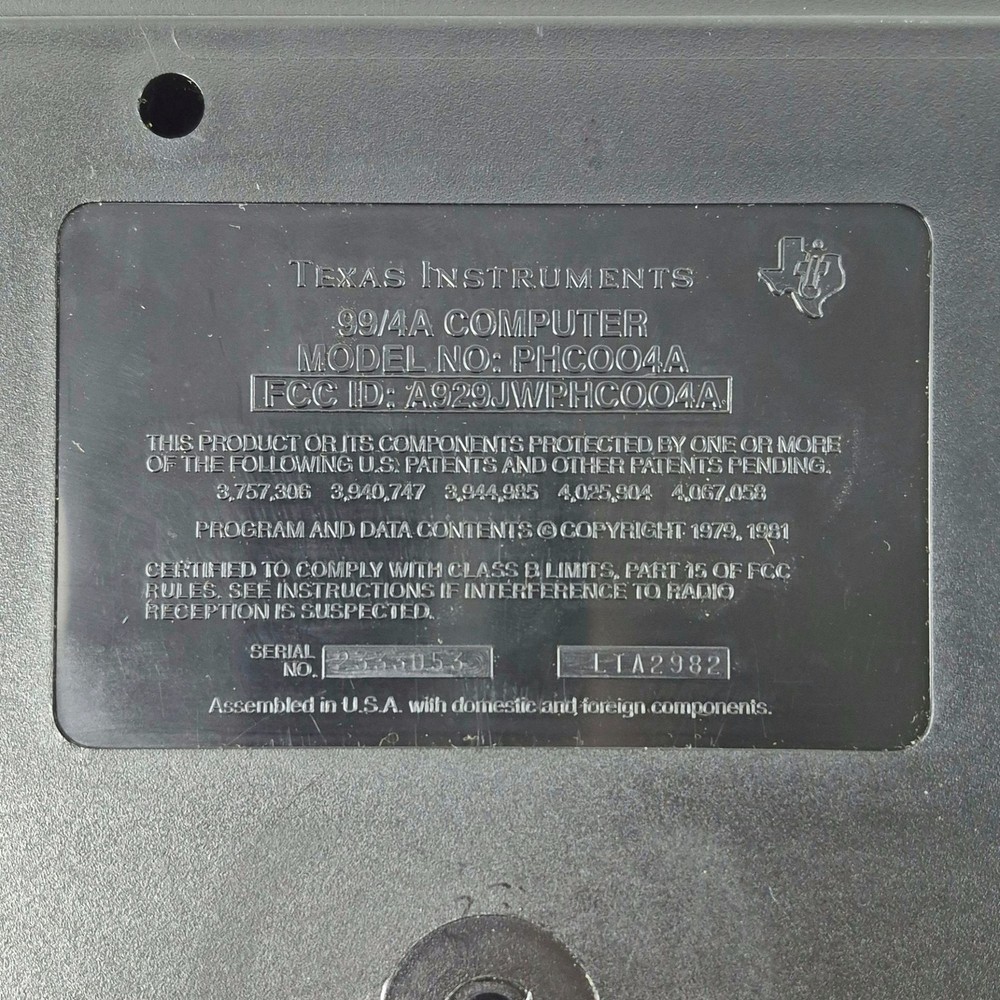 TEXAS INSTRUMENTS
99/4A COMPUTER
MODEL NO: PHC004A
FCC ID: A929JWPHC004A
THIS PRODUCT OR ITS COMPONENTS PROTECTED BY ONE OR MORE
OF THE FOLLOWING U.S. PATENTS AND OTHER PATENTS PENDING.
3,757,306 3,940,747 3,944,985 4,025,904 4,067,059
PROGRAM AND DATA CONTENTS © COPYRIGHT 1979, 1981
CERTIFIED TO COMPLY WITH CLASS B LIMITS, PART 15 OF FCC
RULES. SEE INSTRUCTIONS IF INTERFERENCE TO RADIO
RECEPTION IS SUSPECTED.
SERIAL
NO.
LTA2982
Assembled in U.S.A. with domestic and foreign components.